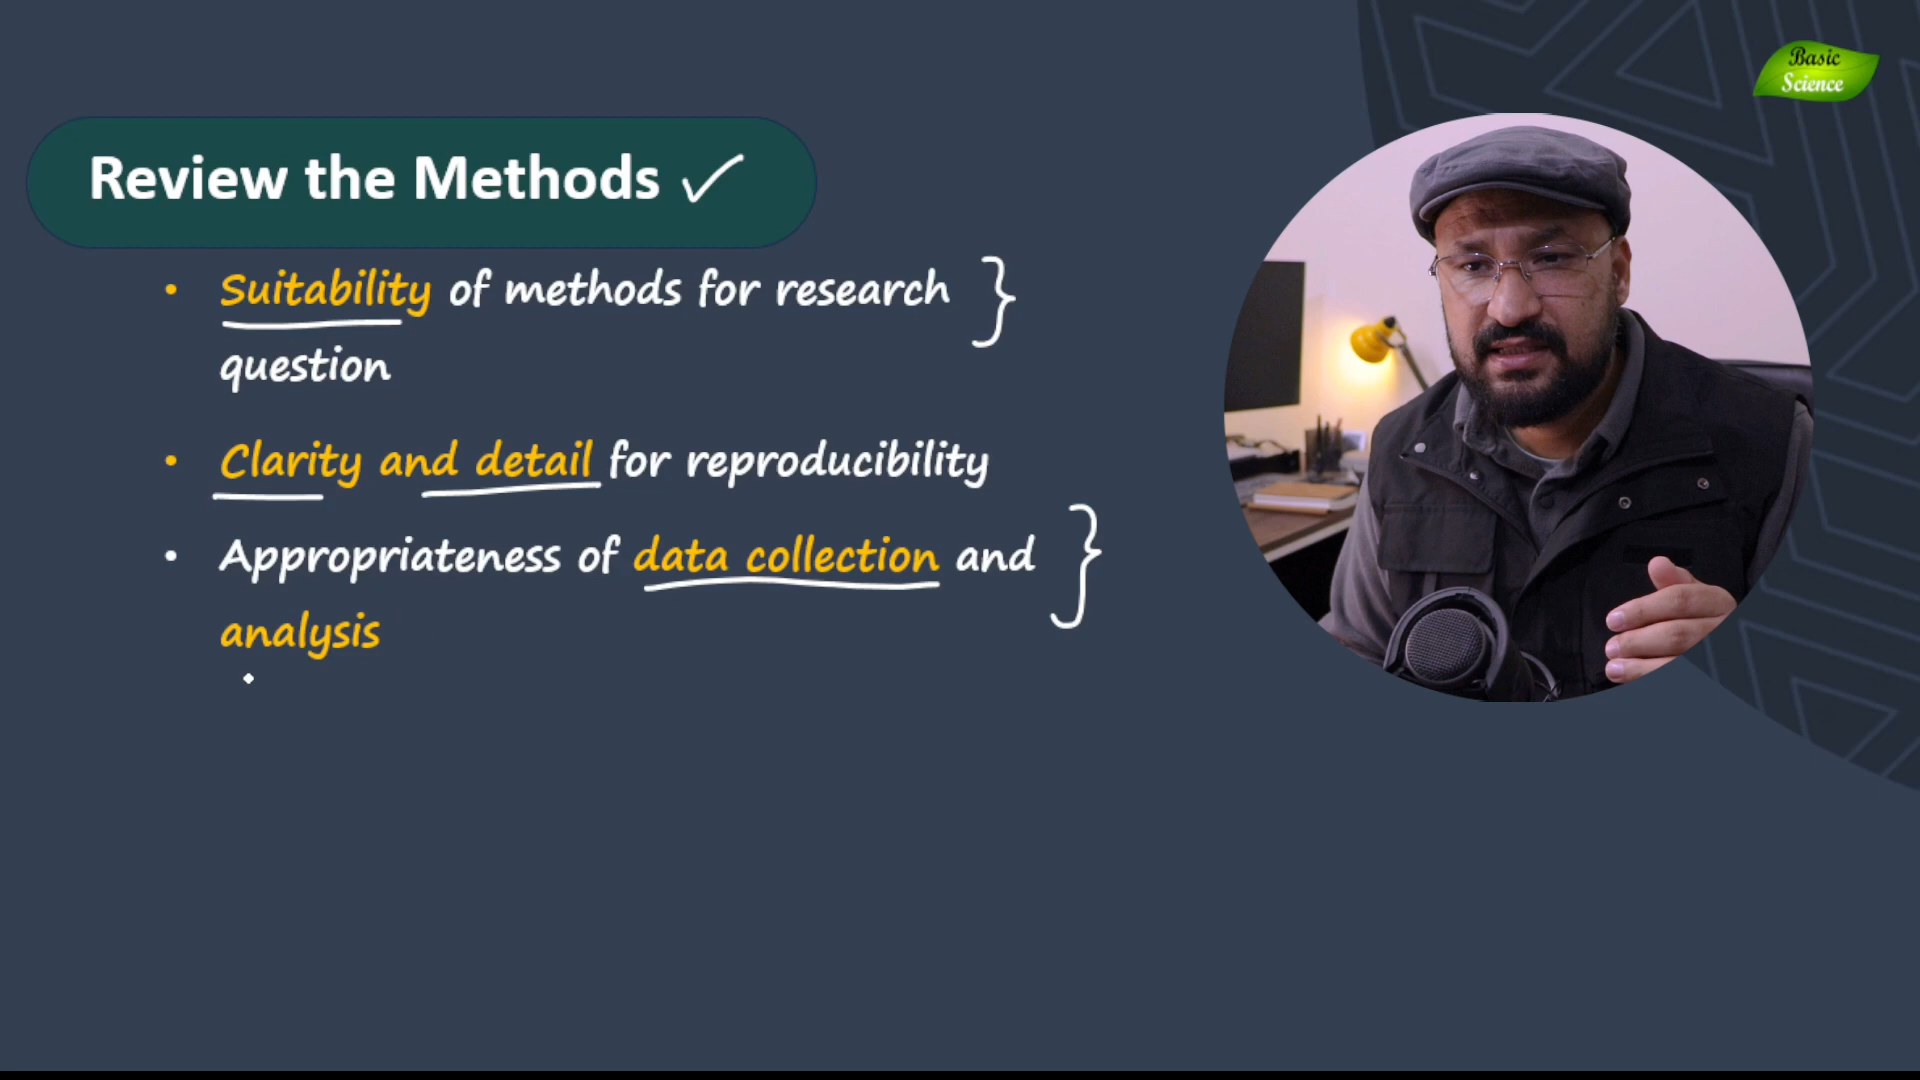 Basic
Science
Review the Methods
• Suitability of methods for research
question
• Clarity and detail for reproducibility
• Appropriateness of data collection and
analysis